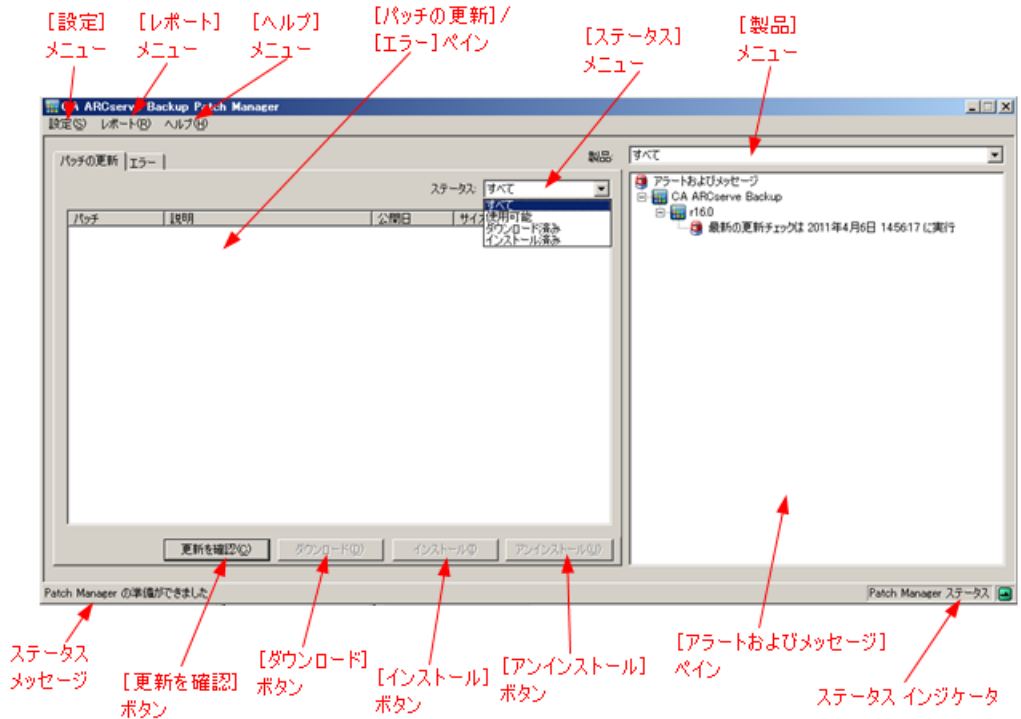 [設定]
メニュー
[レポート]
メニュー
[ヘルプ]
メニュー
[パッチの更新]/
[エラー]ペイン
[ステータス]
メニュー
[製品]
メニュー
CA ARCserve Backup Patch Manager
設定(S) レポート(R) ヘルプ(H)
パッチの更新 エラー
製品: すべて
ステータス: すべて
すべて
使用可能
ダウンロード済み
インストール済み
パッチ 説明 公開日 サイズ
アラートおよびメッセージ
CA ARCserve Backup
r16.0
最新の更新チェックは 2011年4月6日 14:56:17 に実行
更新を確認(C) ダウンロード(D) インストール(I) アンインストール(U)
Patch Manager の準備ができました
Patch Manager ステータス
ステータス
メッセージ
[更新を確認]
ボタン
[ダウンロード]
ボタン
[インストール]
ボタン
[アンインストール]
ボタン
[アラートおよびメッセージ]
ペイン
ステータス インジケータ